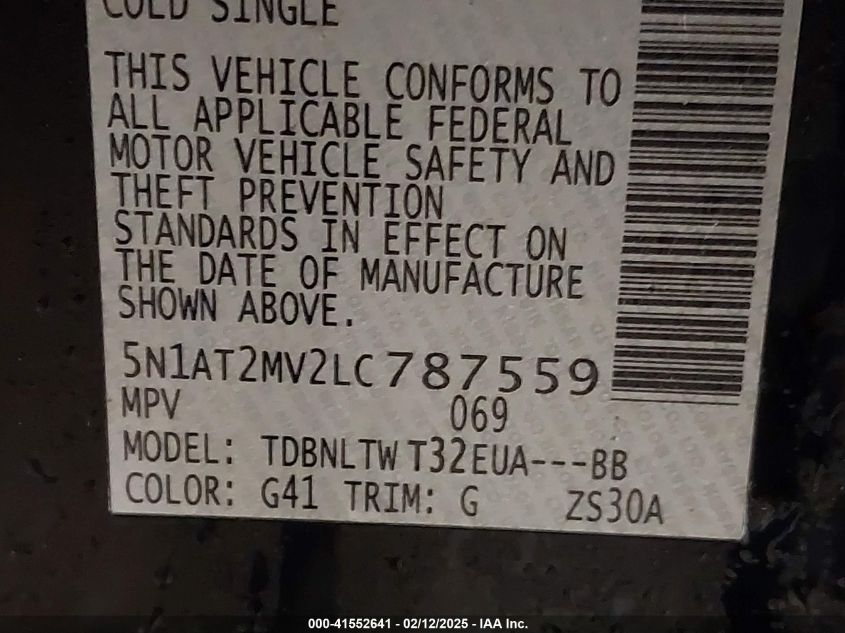 COLD SINGLE
THIS VEHICLE CONFORMS TO
ALL APPLICABLE FEDERAL
MOTOR VEHICLE SAFETY AND
THEFT PREVENTION
STANDARDS IN EFFECT ON
THE DATE OF MANUFACTURE
SHOWN ABOVE.
5N1AT2MV2LC787559
MPV 069
MODEL: TDBNLTW T32EUA---BB
COLOR: G41 TRIM: G ZS30A
000-41552641 - 02/12/2025 - IAA Inc.